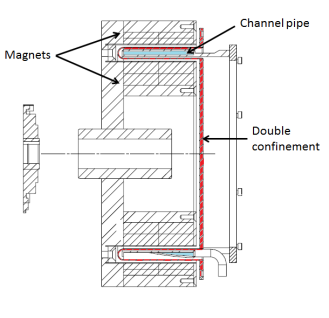 Channel pipe
Magnets
Double
confinement